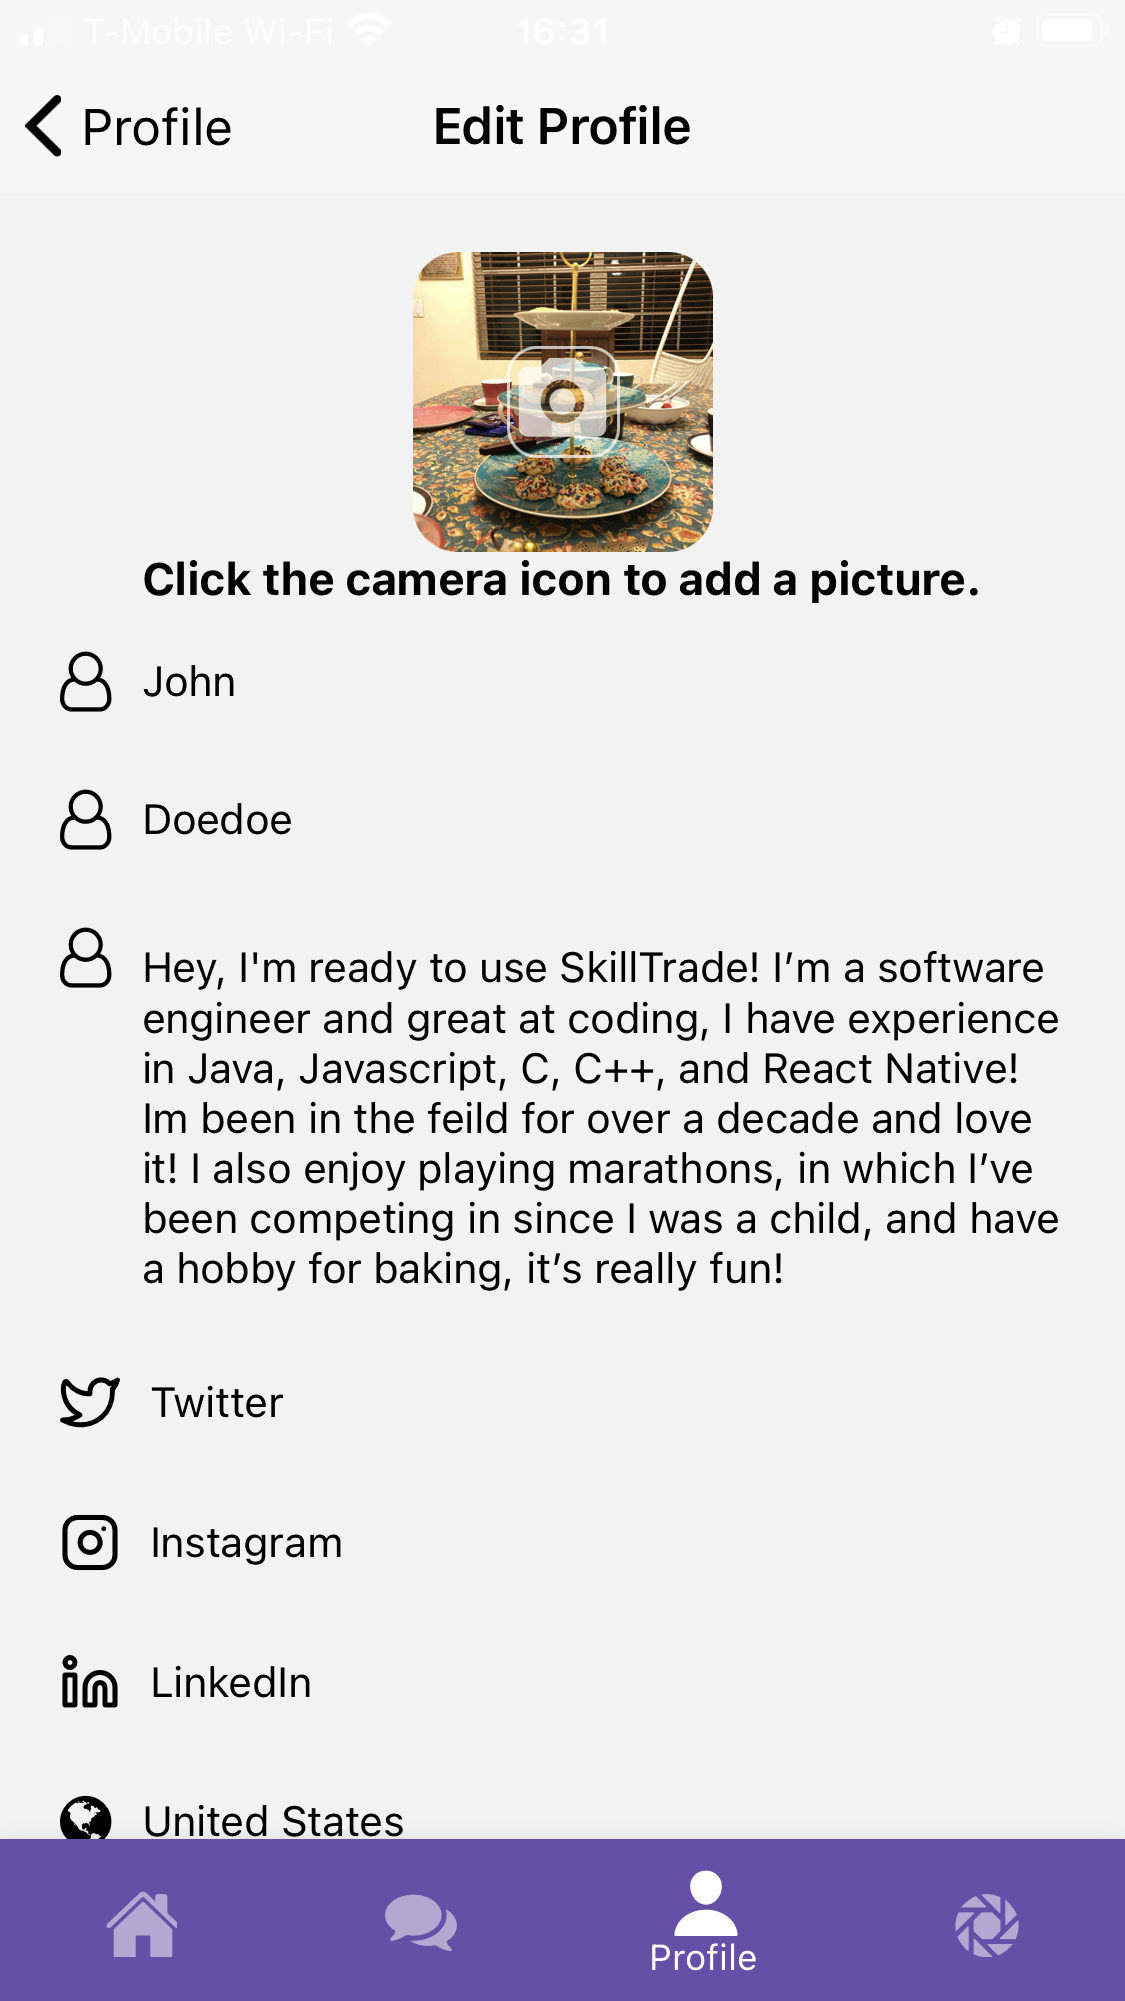 T-Mobile Wi-Fi 16:31
Profile Edit Profile
Click the camera icon to add a picture.
John
Doedoe
Hey, I'm ready to use SkillTrade! I’m a software
engineer and great at coding, I have experience
in Java, Javascript, C, C++, and React Native!
Im been in the feild for over a decade and love
it! I also enjoy playing marathons, in which I’ve
been competing in since I was a child, and have
a hobby for baking, it’s really fun!
Twitter
Instagram
LinkedIn
United States
Profile